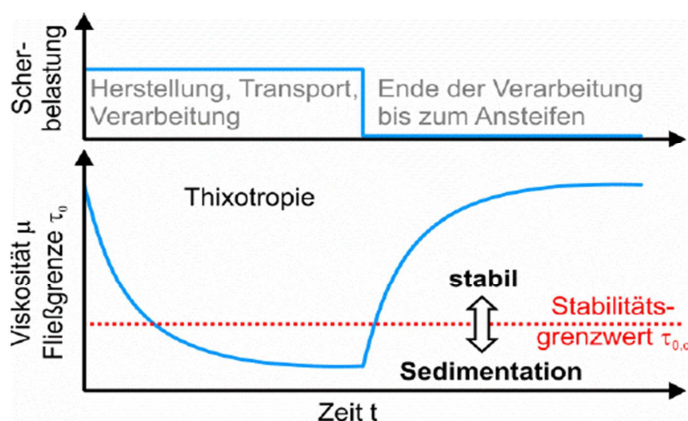 Scher-
belastung
Herstellung, Transport,
Verarbeitung
Ende der Verarbeitung
bis zum Ansteifen
Viskosität μ
Fließgrenze τ₀
Thixotropie
stabil
Stabilitäts-
grenzwert τ₀,c
Sedimentation
Zeit t